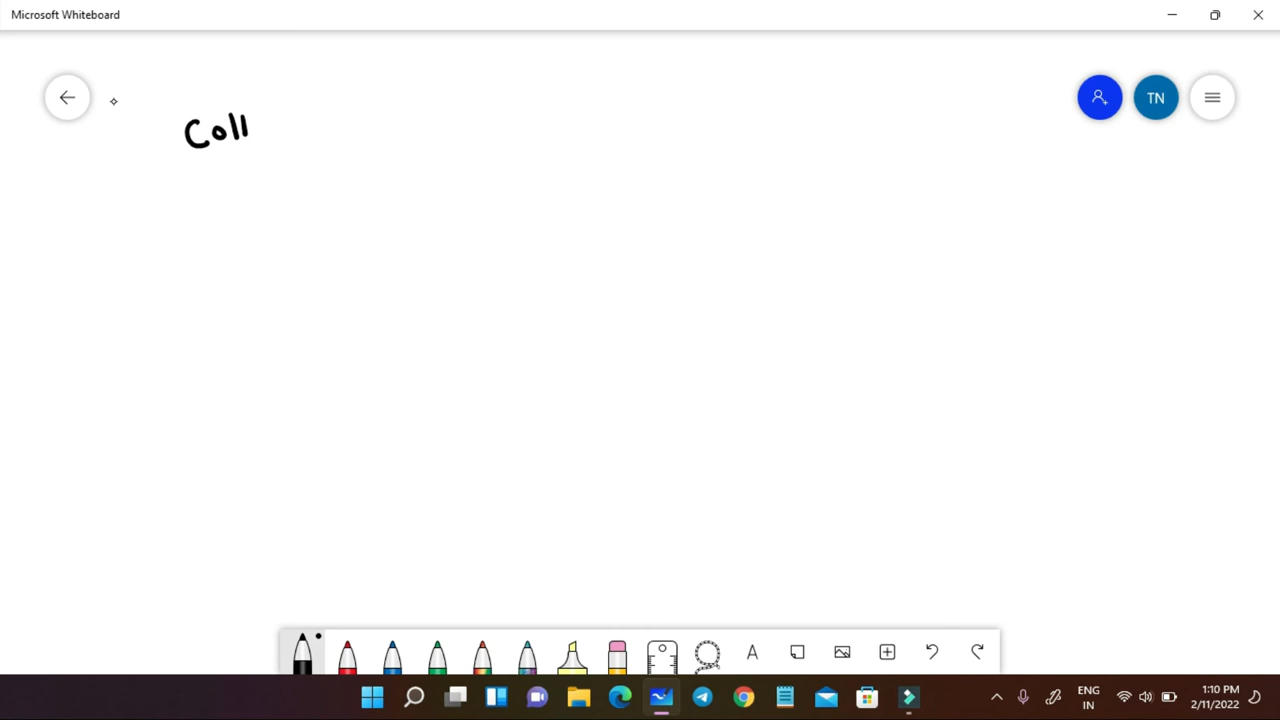 Microsoft Whiteboard
TN
Coll
A
ENG
IN
1:10 PM
2/11/2022